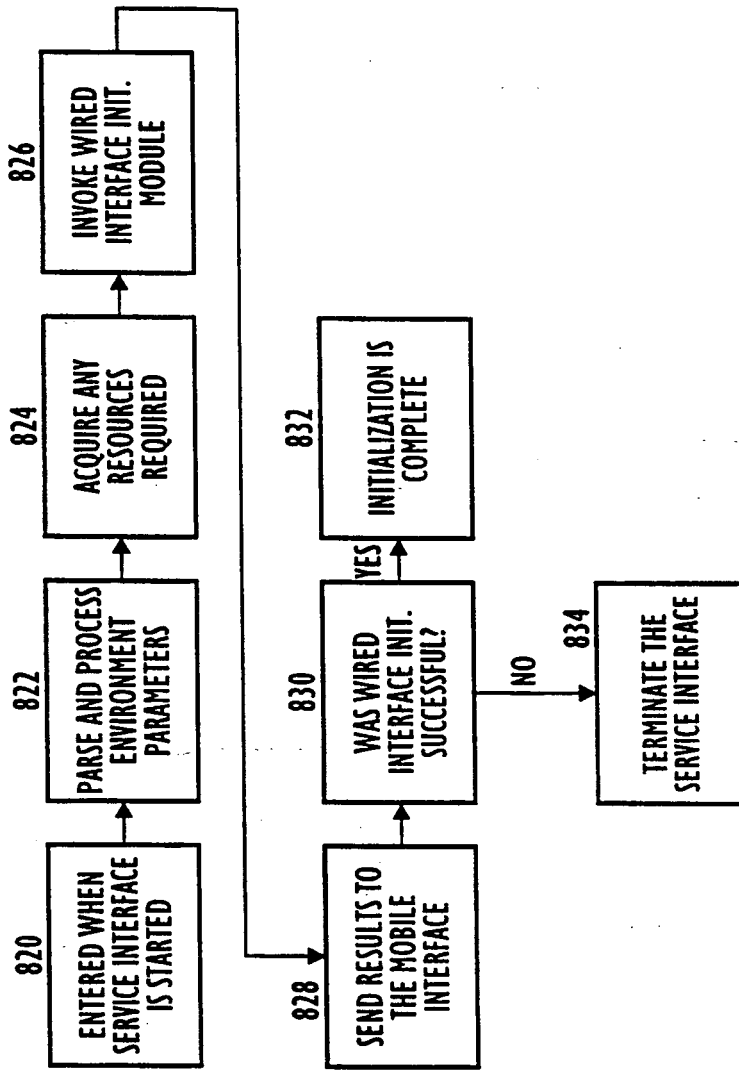 820
ENTERED WHEN
SERVICE INTERFACE
IS STARTED
822
PARSE AND PROCESS
ENVIRONMENT
PARAMETERS
824
ACQUIRE ANY
RESOURCES
REQUIRED
826
INVOKE WIRED
INTERFACE INIT.
MODULE
828
SEND RESULTS TO
THE MOBILE
INTERFACE
830
WAS WIRED
INTERFACE INIT.
SUCCESSFUL?
YES
832
INITIALIZATION IS
COMPLETE
NO
834
TERMINATE THE
SERVICE INTERFACE